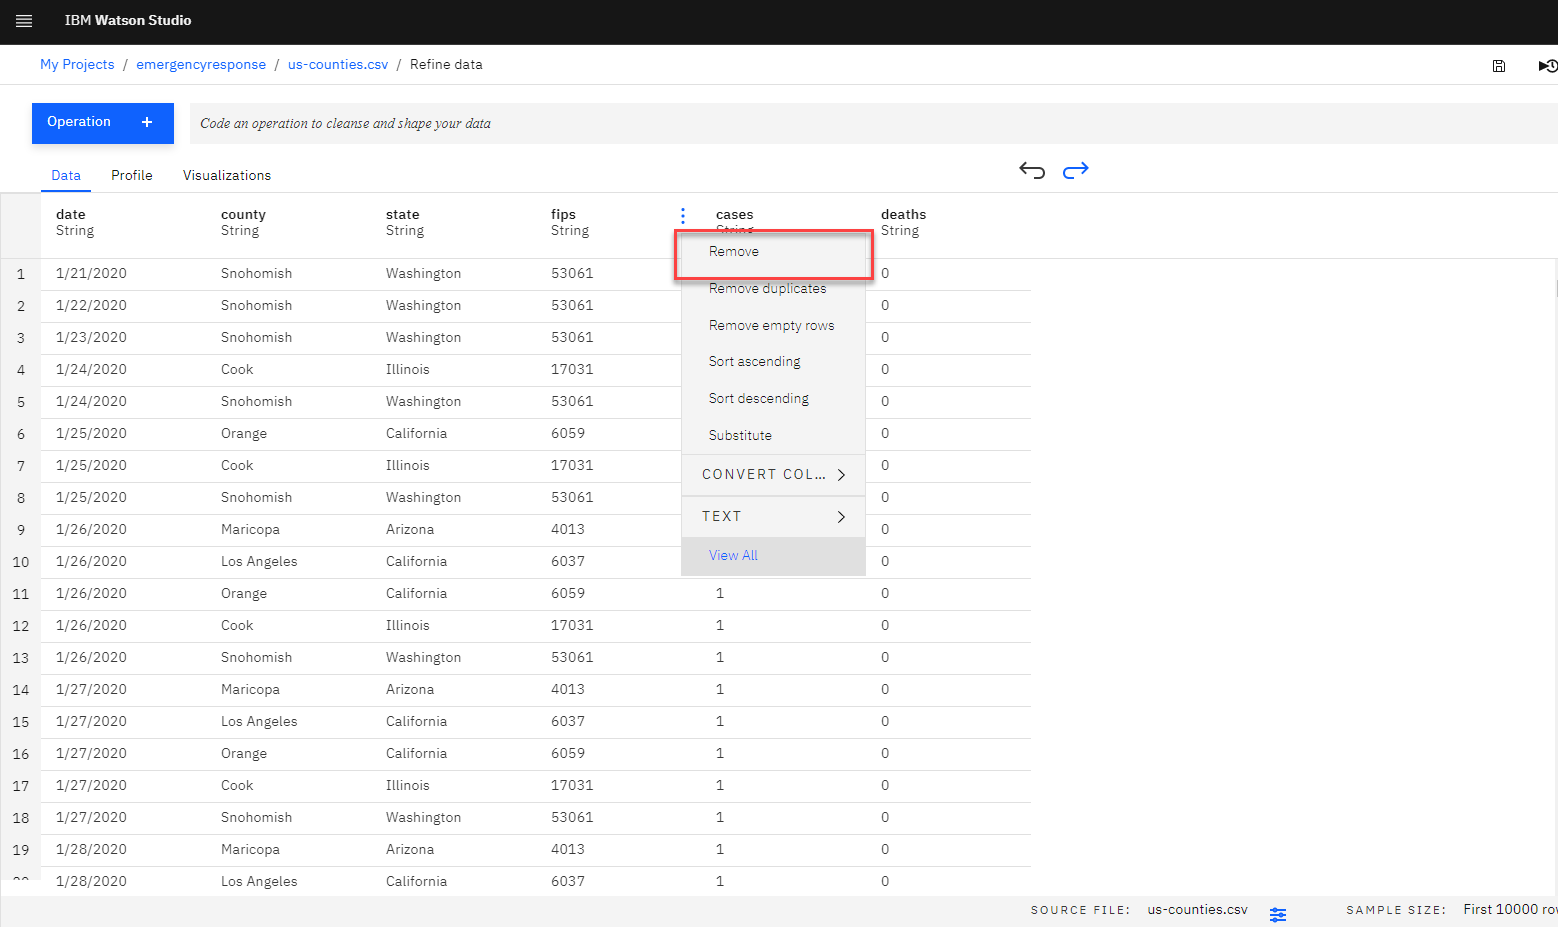 IBM Watson Studio
My Projects / emergencyresponse / us-counties.csv / Refine data
Operation +
Code an operation to cleanse and shape your data
Data Profile Visualizations
date county state fips cases deaths
String String String String String String
Remove
Remove duplicates
Remove empty rows
Sort ascending
Sort descending
Substitute
CONVERT COL...
TEXT
View All
1 1/21/2020 Snohomish Washington 53061 0
2 1/22/2020 Snohomish Washington 53061 0
3 1/23/2020 Snohomish Washington 53061 0
4 1/24/2020 Cook Illinois 17031 0
5 1/24/2020 Snohomish Washington 53061 0
6 1/25/2020 Orange California 6059 0
7 1/25/2020 Cook Illinois 17031 0
8 1/25/2020 Snohomish Washington 53061 0
9 1/26/2020 Maricopa Arizona 4013 0
10 1/26/2020 Los Angeles California 6037 0
11 1/26/2020 Orange California 6059 1 0
12 1/26/2020 Cook Illinois 17031 1 0
13 1/26/2020 Snohomish Washington 53061 1 0
14 1/27/2020 Maricopa Arizona 4013 1 0
15 1/27/2020 Los Angeles California 6037 1 0
16 1/27/2020 Orange California 6059 1 0
17 1/27/2020 Cook Illinois 17031 1 0
18 1/27/2020 Snohomish Washington 53061 1 0
19 1/28/2020 Maricopa Arizona 4013 1 0
1/28/2020 Los Angeles California 6037 1 0
SOURCE FILE: us-counties.csv SAMPLE SIZE: First 10000